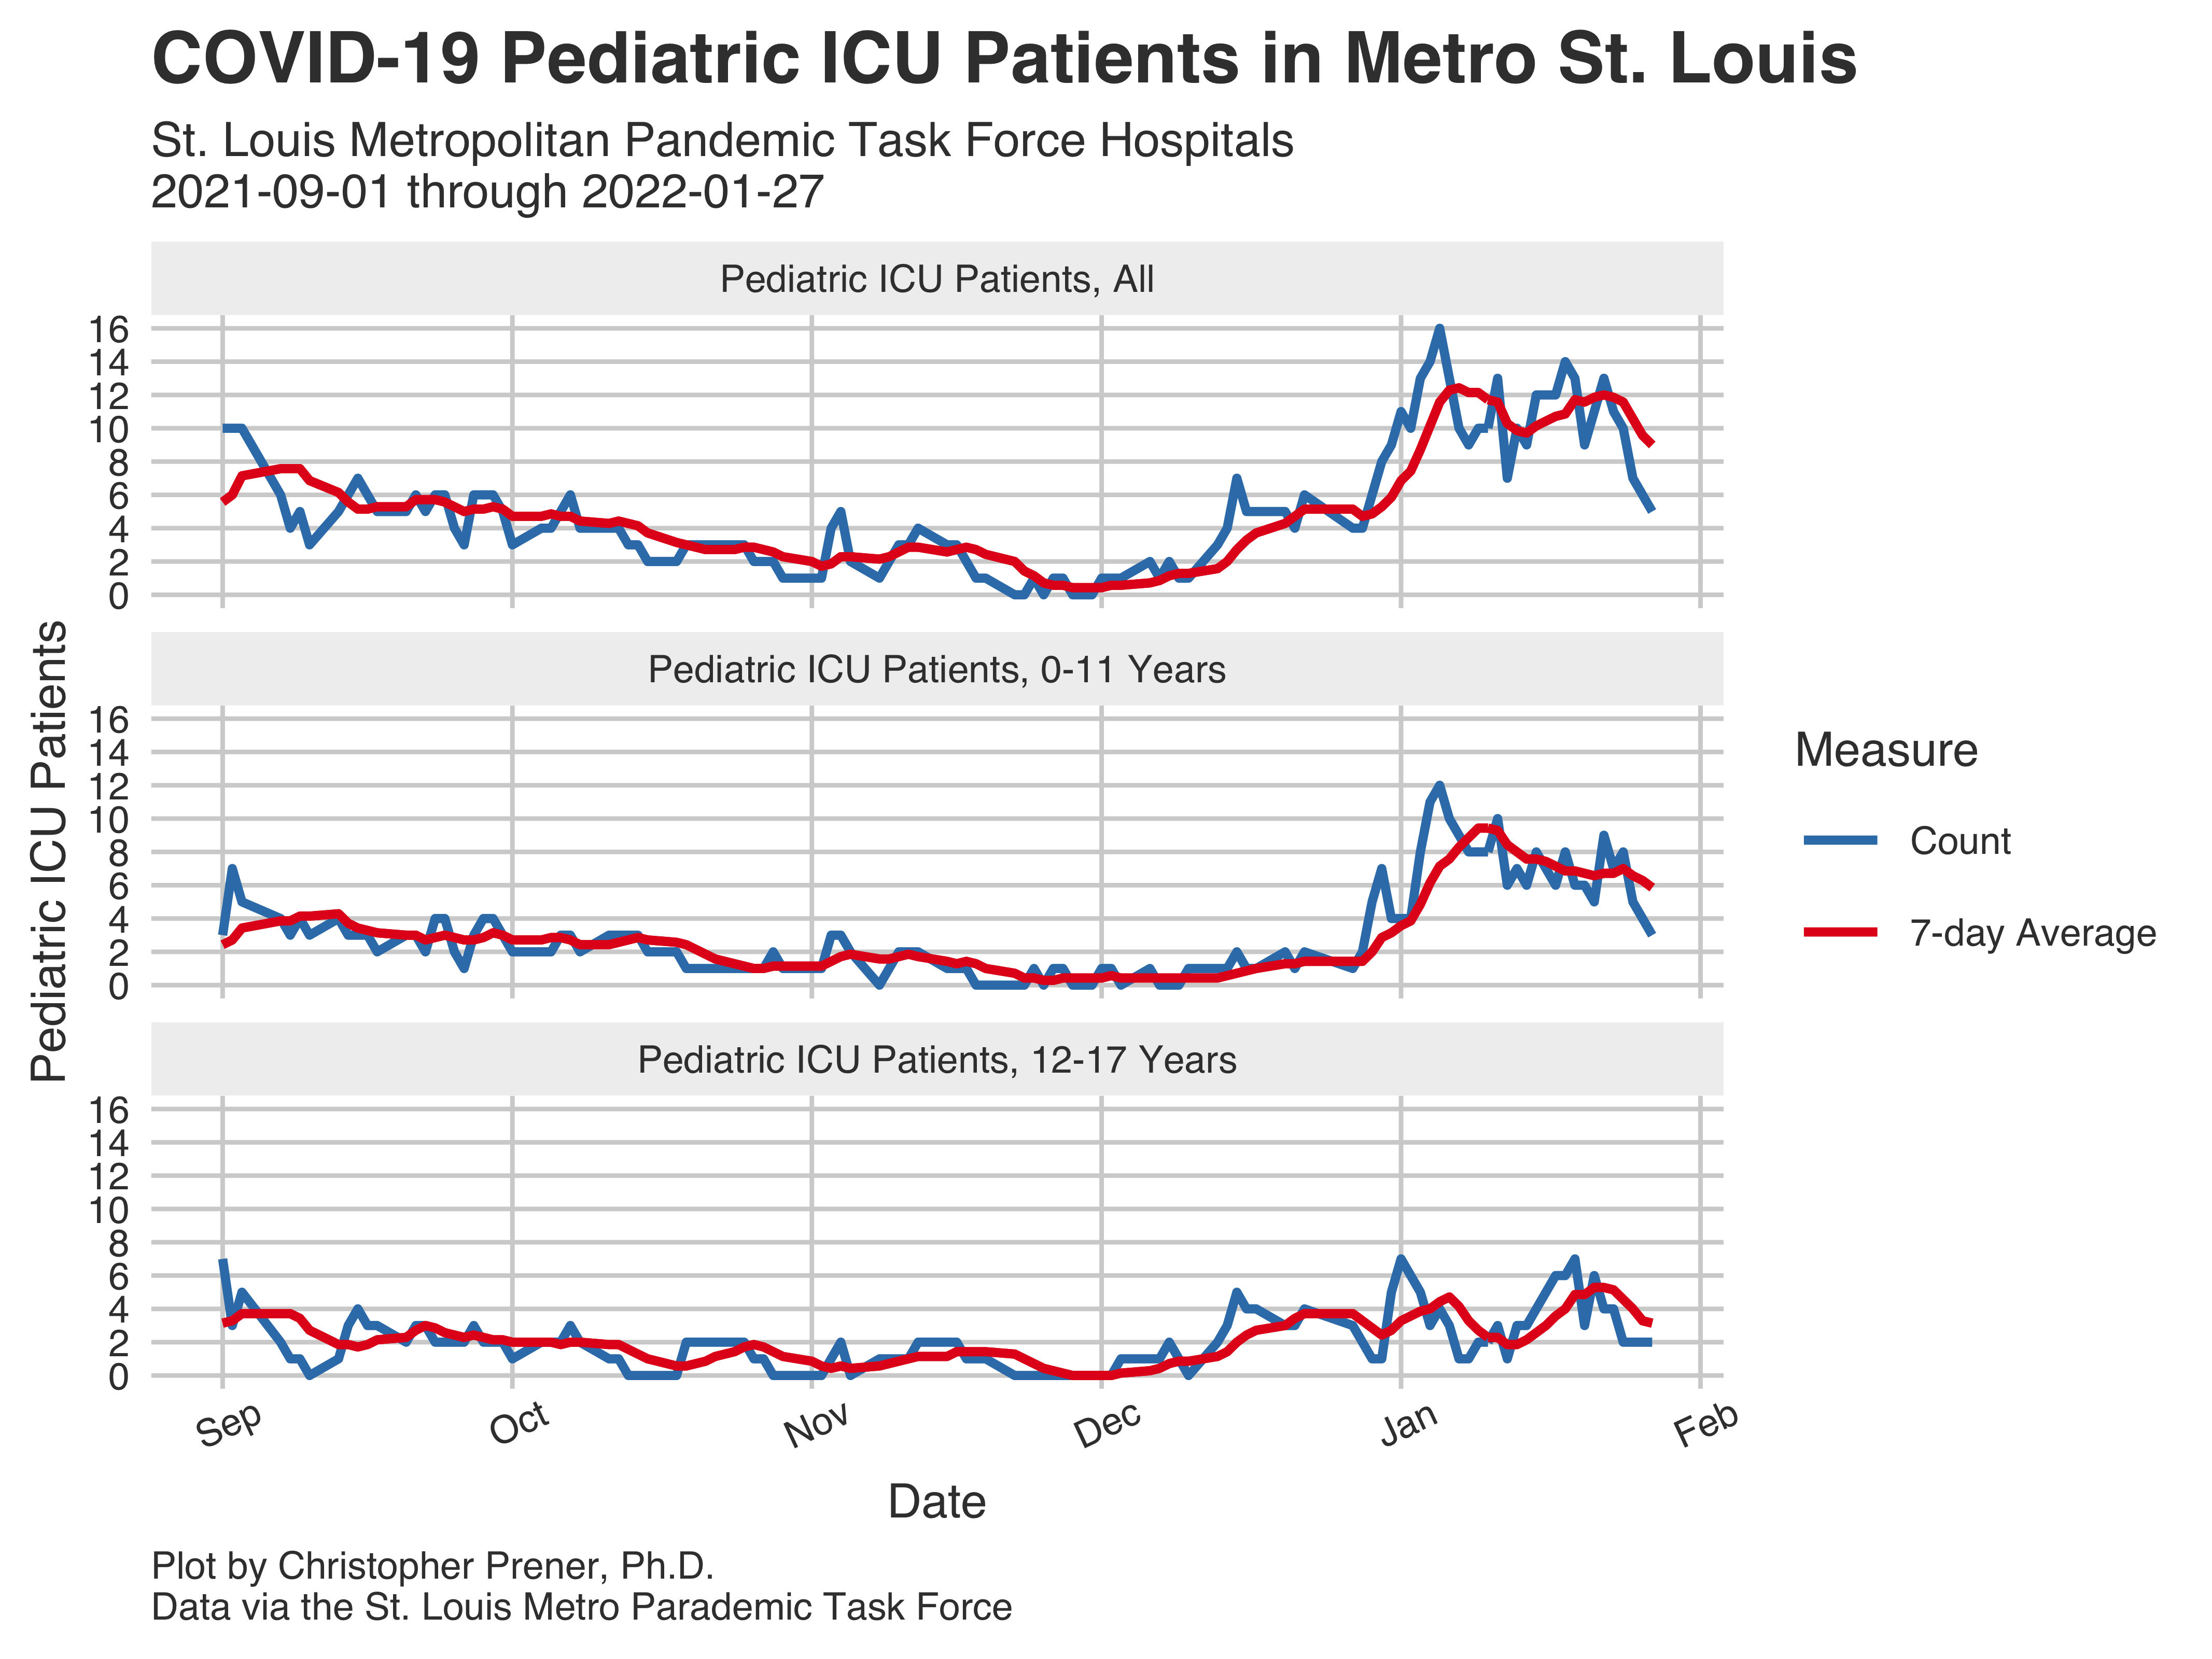 COVID-19 Pediatric ICU Patients in Metro St. Louis
St. Louis Metropolitan Pandemic Task Force Hospitals
2021-09-01 through 2022-01-27
Pediatric ICU Patients, All
16
14
12
10
8
6
4
2
0
Pediatric ICU Patients, 0-11 Years
16
14
12
10
8
6
4
2
0
Pediatric ICU Patients, 12-17 Years
16
14
12
10
8
6
4
2
0
Pediatric ICU Patients
Sep Oct Nov Dec Jan Feb
Date
Measure
Count
7-day Average
Plot by Christopher Prener, Ph.D.
Data via the St. Louis Metro Parademic Task Force